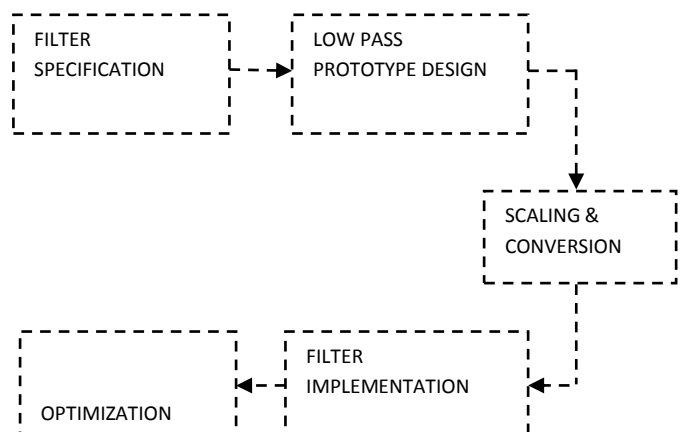 FILTER
SPECIFICATION
LOW PASS
PROTOTYPE DESIGN
SCALING &
CONVERSION
FILTER
IMPLEMENTATION
OPTIMIZATION